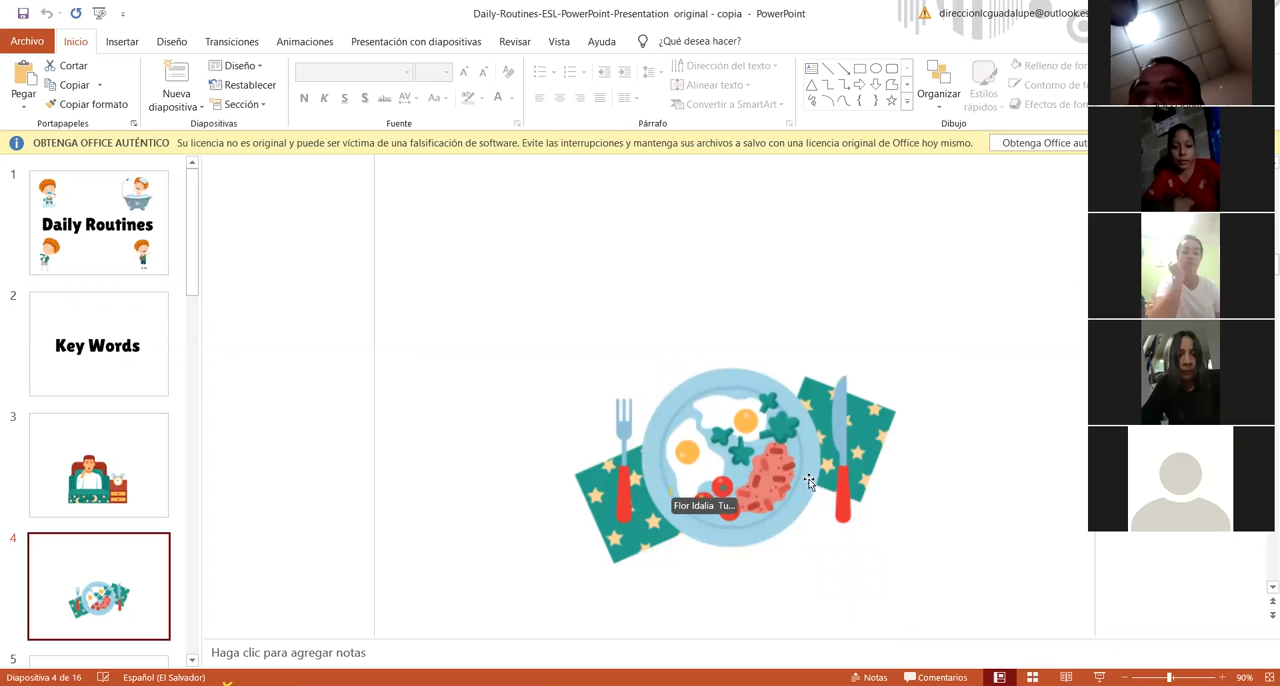 Daily-Routines-ESL-PowerPoint-Presentation original - copia - PowerPoint
direccionlcguadalupe@outlook.es
Archivo Inicio Insertar Diseño Transiciones Animaciones Presentación con diapositivas Revisar Vista Ayuda ¿Qué desea hacer?
Pegar
Cortar
Copiar
Copiar formato
Portapapeles
Nueva diapositiva
Diseño
Restablecer
Sección
Diapositivas
N K S S abc AV Aa A
Fuente
Dirección del texto
Alinear texto
Convertir a SmartArt
Párrafo
Organizar
Estilos rápidos
Relleno de
Contorno de
Efectos de
Dibujo
OBTENGA OFFICE AUTÉNTICO Su licencia no es original y puede ser víctima de una falsificación de software. Evite las interrupciones y mantenga sus archivos a salvo con una licencia original de Office hoy mismo. Obtenga Office
1
Daily Routines
2
Key Words
3
4
5
Flor Idalia Tu...
Haga clic para agregar notas
Diapositiva 4 de 16 Español (El Salvador) Notas Comentarios 90%